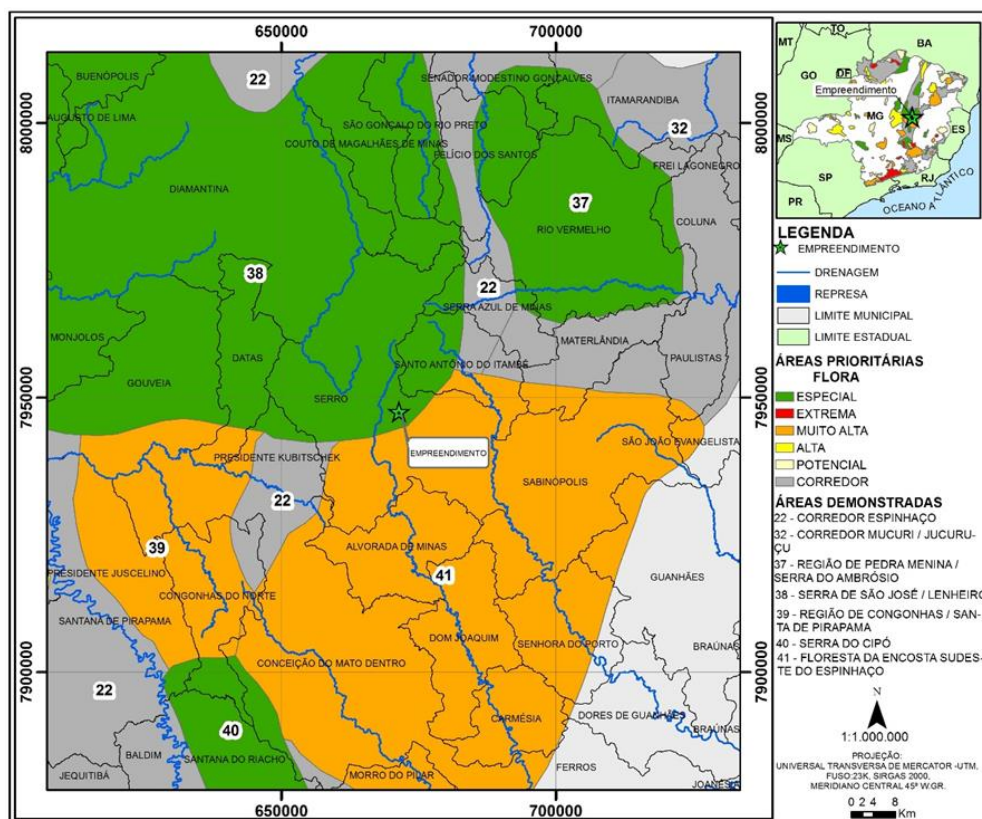 650000
700000
8000000
7950000
7900000
8000000
7950000
7900000
650000
700000
BUENÓPOLIS
22
SENADOR MODESTINO GONÇALVES
ITAMARANDIBA
AUGUSTO DE LIMA
SÃO GONÇALO DO RIO PRETO
32
COUTO DE MAGALHÃES DE MINAS
FELÍCIO DOS SANTOS
FREI LAGONEGRO
DIAMANTINA
37
RIO VERMELHO
COLUNA
38
22
SERRA AZUL DE MINAS
MONJOLOS
DATAS
MATERLÂNDIA
PAULISTAS
SANTO ANTÔNIO DO ITAMBÉ
GOUVEIA
SERRO
SÃO JOÃO EVANGELISTA
PRESIDENTE KUBITSCHEK
EMPREENDIMENTO
SABINÓPOLIS
22
39
ALVORADA DE MINAS
41
GUANHÃES
PRESIDENTE JUSCELINO
CONGONHAS DO NORTE
SANTANA DE PIRAPAMA
DOM JOAQUIM
SENHORA DO PORTO
BRAÚNAS
CONCEIÇÃO DO MATO DENTRO
22
40
CARMÉSIA
DORES DE GUANHÃES
BRAÚNAS
BALDIM
SANTANA DO RIACHO
JEQUITIBÁ
MORRO DO PILAR
FERROS
JOANÉSIA
TO
MT
BA
GO
DF
Empreendimento
MG
ES
MS
SP
RJ
PR
OCEANO ATLÂNTICO
LEGENDA
EMPREENDIMENTO
DRENAGEM
REPRESA
LIMITE MUNICIPAL
LIMITE ESTADUAL
ÁREAS PRIORITÁRIAS
FLORA
ESPECIAL
EXTREMA
MUITO ALTA
ALTA
POTENCIAL
CORREDOR
ÁREAS DEMONSTRADAS
22 - CORREDOR ESPINHAÇO
32 - CORREDOR MUCURI / JUCURU-
ÇU
37 - REGIÃO DE PEDRA MENINA /
SERRA DO AMBRÓSIO
38 - SERRA DE SÃO JOSÉ / LENHEIRO
39 - REGIÃO DE CONGONHAS / SAN-
TA DE PIRAPAMA
40 - SERRA DO CIPÓ
41 - FLORESTA DA ENCOSTA SUDES-
TE DO ESPINHAÇO
N
1:1.000.000
PROJEÇÃO:
UNIVERSAL TRANSVERSA DE MERCATOR -UTM,
FUSO:23K, SIRGAS 2000,
MERIDIANO CENTRAL 45º W.GR.
0 2 4 8
Km